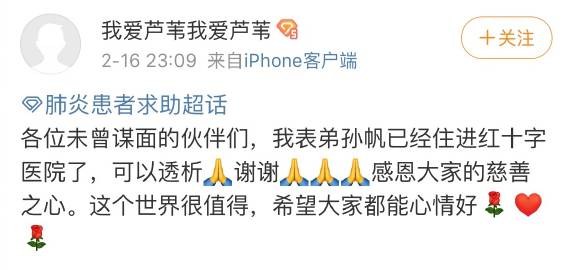 我爱芦苇我爱芦苇
2-16 23:09 来自iPhone客户端
+关注
肺炎患者求助超话
各位未曾谋面的伙伴们，我表弟孙帆已经住进红十字
医院了，可以透析🙏谢谢🙏🙏🙏感恩大家的慈善
之心。这个世界很值得，希望大家都能心情好🌹♥️
🌹